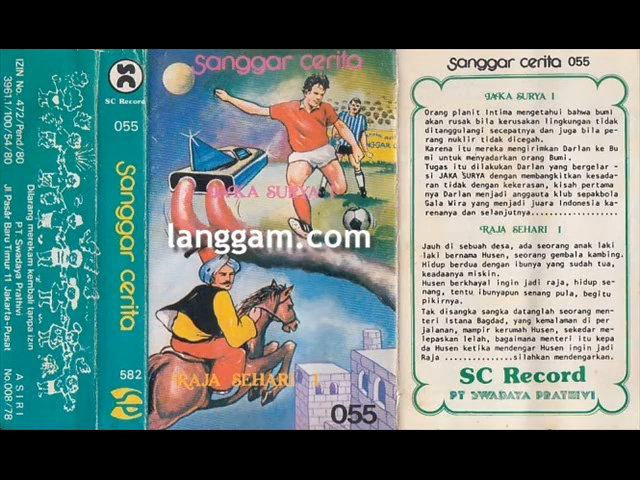 IZIN No. 472/Pend/80
3961.1/100/54/80.
Dilarang merekam kembali tanpa izin
P.T. Swadaya Prathivi
Jl. Pasar Baru Timur 11 Jakarta-Pusat
ASIRI
No.008/'78
SC
SC Record
055
Sanggar cerita
582
Sanggar cerita
JAKA SURYA 1
langgam.com
RAJA SEHARI 1
055
Sanggar cerita 055
JAKA SURYA 1
Orang planit Intima mengetahui bahwa bumi
akan rusak bila kerusakan lingkungan tidak
ditanggulangi secepatnya dan juga bila pe-
rang nuklir tidak dicegah.
Karena itu mereka mengirimkan Darlan ke Bu
mi untuk menyadarkan orang Bumi.
Tugas itu dilakukan Darlan yang bergelar -
si JAKA SURYA dengan membangkitkan kesada-
ran tidak dengan kekerasan, kisah pertama
nya Darlan menjadi anggauta klub sepakbola
Gala Wira yang menjadi juara Indonesia ka-
renanya dan selanjutnya.................
RAJA SEHARI 1
Jauh di sebuah desa, ada seorang anak laki
laki bernama Husen, seorang gembala kambing.
Hidup berdua dengan ibunya yang sudah tua,
keadaanya miskin.
Husen berkhayal ingin jadi raja, hidup se-
nang, tentu ibunyapun senang pula, begitu
pikirnya.
Tak disangka sangka datanglah seorang men-
teri Istana Bagdad, yang kemalaman di per
jalanan, mampir kerumah Husen, sekedar me-
lepaskan lelah, bagaimana menteri itu kepa
da Husen ketika mendengar Husen ingin jadi
Raja ..............silahkan mendengarkan.
SC Record
PT SWADAYA PRATHIVI